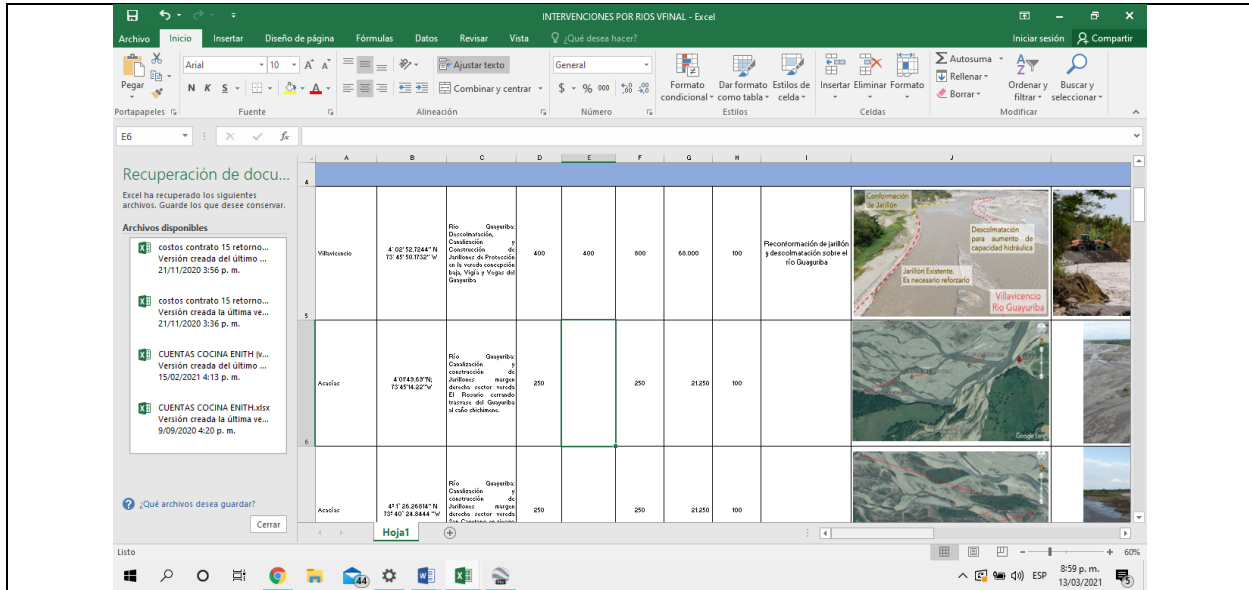 INTERVENCIONES POR RIOS VFINAL - Excel
Archivo Inicio Insertar Diseño de página Fórmulas Datos Revisar Vista ¿Qué desea hacer? Iniciar sesión Compartir
Pegar
Arial 10
N K S
Ajustar texto
Combinar y centrar
General
$ % 000
Formato condicional
Dar formato como tabla
Estilos de celda
Insertar Eliminar Formato
Autosuma
Rellenar
Borrar
Ordenar y filtrar
Buscar y seleccionar
Portapapeles Fuente Alineación Número Estilos Celdas Modificar
E6
fx
Recuperación de docu...
Excel ha recuperado los siguientes
archivos. Guarde los que desee conservar.
Archivos disponibles
costos contrato 15 retorno...
Versión creada del último ...
21/11/2020 3:56 p. m.
costos contrato 15 retorno...
Versión creada la última ve...
21/11/2020 3:36 p. m.
CUENTAS COCINA ENITH (v...
Versión creada del último ...
15/02/2021 4:13 p. m.
CUENTAS COCINA ENITH.xlsx
Versión creada la última ve...
9/09/2020 4:20 p. m.
¿Qué archivos desea guardar?
Cerrar
A B C D E F G H I J
4
5
Villavicencio
4° 02' 52.7244" N
73° 45' 50.1732" W
Río Guayuriba:
Descolmatación,
Canalización y
Construcción de
Jarillones de Protección
en la vereda concepción
baja, Vigía y Vegas del
Guayuriba
400 400 800 68.000 100
Reconformación de jarillón
y descolmatación sobre el
río Guayuriba
Conformación
de Jarillón
Descolmatación
para aumento de
capacidad hidráulica
Jarillón Existente.
Es necesario reforzarlo
Villavicencio
Rio Guayuriba
6
Acacías
Río Guayuriba:
Canalización y
construcción de
Jarillones margen
derecha sector vereda
El Rosario cerrando
trasvase del Guayuriba
al caño chichimene.
250 250 21.250 100
Google Earth
Acacías
4° 1' 26.26814" N
73° 40' 24.8444 "W
Río Guayuriba:
Canalización y
construcción de
Jarillones margen
derecha sector vereda
250 250 21.250 100
Hoja1
Listo
60%
44
ESP
8:59 p. m.
13/03/2021
5